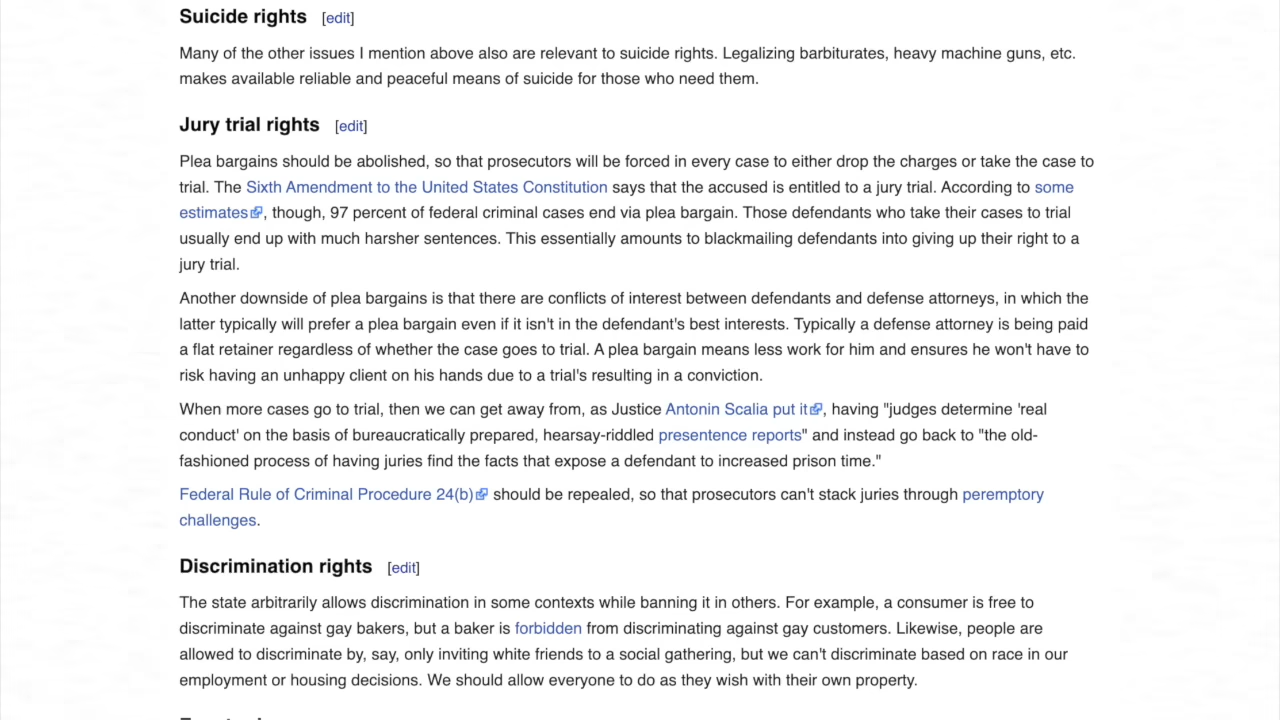 Suicide rights [edit]
Many of the other issues I mention above also are relevant to suicide rights. Legalizing barbiturates, heavy machine guns, etc.
makes available reliable and peaceful means of suicide for those who need them.
Jury trial rights [edit]
Plea bargains should be abolished, so that prosecutors will be forced in every case to either drop the charges or take the case to
trial. The Sixth Amendment to the United States Constitution says that the accused is entitled to a jury trial. According to some
estimates, though, 97 percent of federal criminal cases end via plea bargain. Those defendants who take their cases to trial
usually end up with much harsher sentences. This essentially amounts to blackmailing defendants into giving up their right to a
jury trial.
Another downside of plea bargains is that there are conflicts of interest between defendants and defense attorneys, in which the
latter typically will prefer a plea bargain even if it isn't in the defendant's best interests. Typically a defense attorney is being paid
a flat retainer regardless of whether the case goes to trial. A plea bargain means less work for him and ensures he won't have to
risk having an unhappy client on his hands due to a trial's resulting in a conviction.
When more cases go to trial, then we can get away from, as Justice Antonin Scalia put it, having "judges determine 'real
conduct' on the basis of bureaucratically prepared, hearsay-riddled presentence reports" and instead go back to "the old-
fashioned process of having juries find the facts that expose a defendant to increased prison time."
Federal Rule of Criminal Procedure 24(b) should be repealed, so that prosecutors can't stack juries through peremptory
challenges.
Discrimination rights [edit]
The state arbitrarily allows discrimination in some contexts while banning it in others. For example, a consumer is free to
discriminate against gay bakers, but a baker is forbidden from discriminating against gay customers. Likewise, people are
allowed to discriminate by, say, only inviting white friends to a social gathering, but we can't discriminate based on race in our
employment or housing decisions. We should allow everyone to do as they wish with their own property.